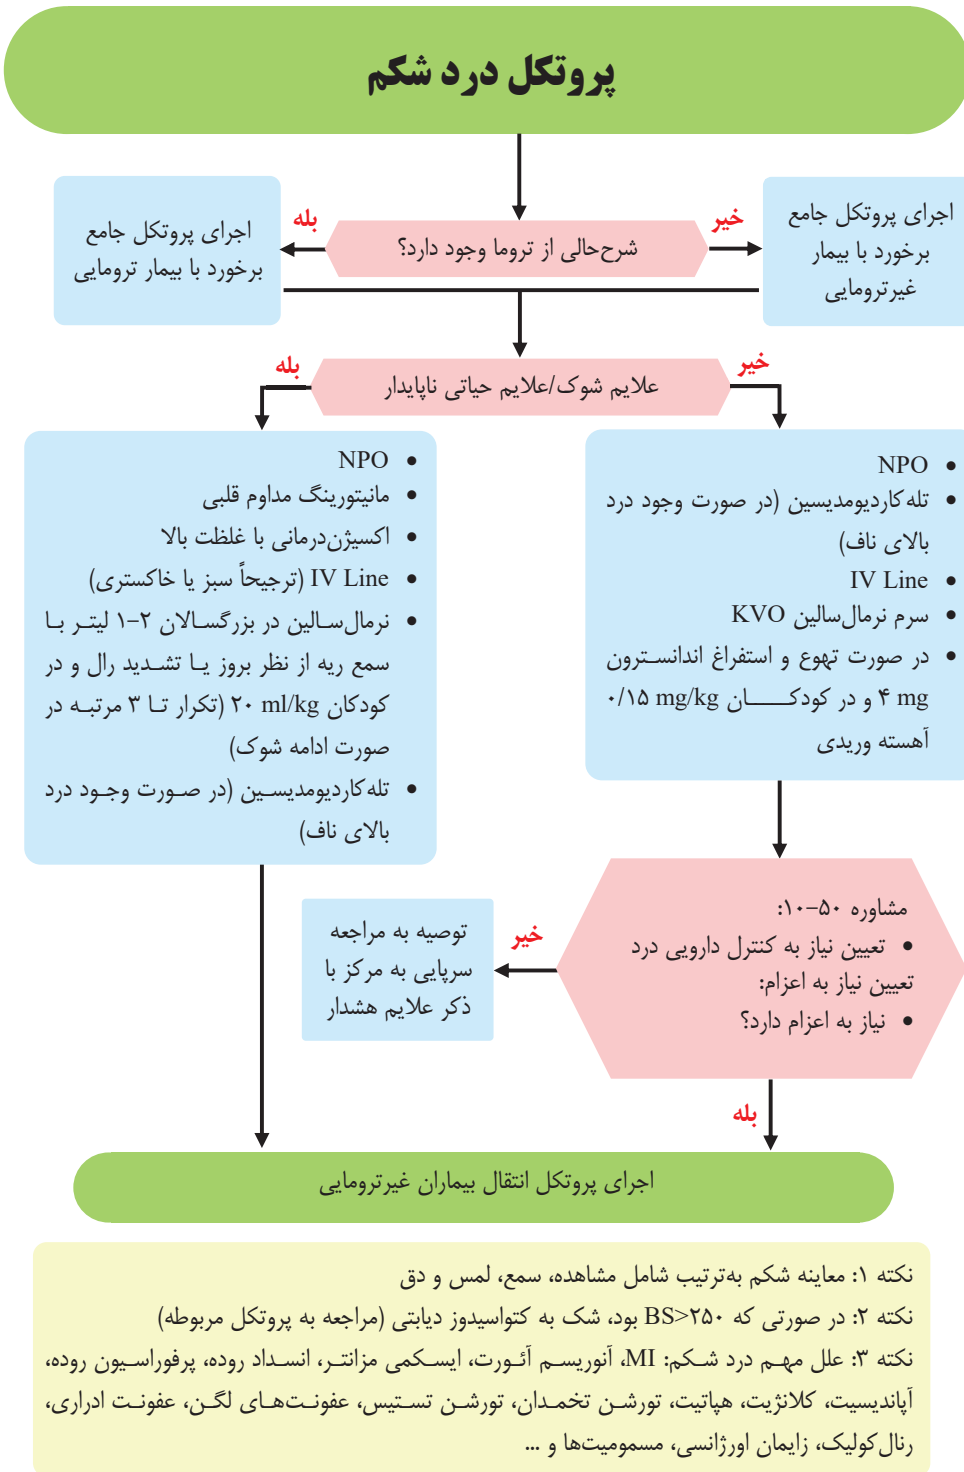 پروتکل درد شکم
خیر
بله
اجرای پروتکل جامع
برخورد با بیمار
غیرترومایی
شرح‌حالی از تروما وجود دارد؟
اجرای پروتکل جامع
برخورد با بیمار ترومایی
خیر
بله
علایم شوک/علایم حیاتی ناپایدار
• NPO
• تله‌کاردیومدیسین (در صورت وجود درد
بالای ناف)
• IV Line
• سرم نرمال‌سالین KVO
• در صورت تهوع و استفراغ اندانسترون
۴ mg و در کودکان ۰/۱۵ mg/kg
آهسته وریدی
• NPO
• مانیتورینگ مداوم قلبی
• اکسیژن‌درمانی با غلظت بالا
• IV Line (ترجیحاً سبز یا خاکستری)
• نرمال‌سالین در بزرگسالان ۲-۱ لیتر با
سمع ریه از نظر بروز یا تشدید رال و در
کودکان ۲۰ ml/kg (تکرار تا ۳ مرتبه در
صورت ادامه شوک)
• تله‌کاردیومدیسین (در صورت وجود درد
بالای ناف)
مشاوره ۵۰-۱۰:
• تعیین نیاز به کنترل دارویی درد
تعیین نیاز به اعزام:
• نیاز به اعزام دارد؟
خیر
توصیه به مراجعه
سرپایی به مرکز با
ذکر علایم هشدار
بله
اجرای پروتکل انتقال بیماران غیرترومایی
نکته ۱: معاینه شکم به‌ترتیب شامل مشاهده، سمع، لمس و دق
نکته ۲: در صورتی که BS>۲۵۰ بود، شک به کتواسیدوز دیابتی (مراجعه به پروتکل مربوطه)
نکته ۳: علل مهم درد شکم: MI، آنوریسم آئورت، ایسکمی مزانتر، انسداد روده، پرفوراسیون روده،
آپاندیسیت، کلانژیت، هپاتیت، تورشن تخمدان، تورشن تستیس، عفونت‌های لگن، عفونت ادراری،
رنال‌کولیک، زایمان اورژانسی، مسمومیت‌ها و ...